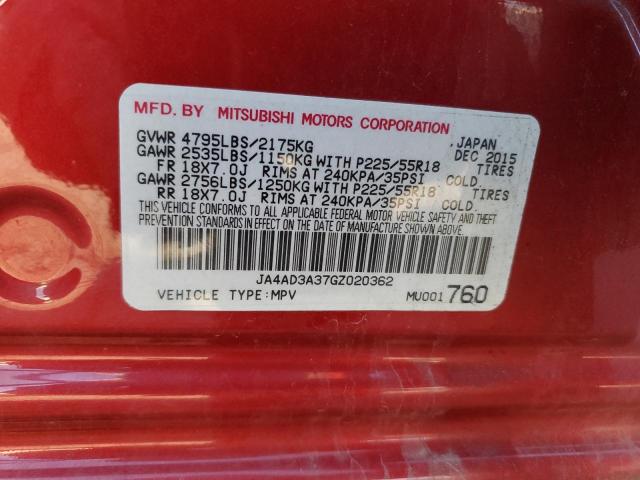 MFD. BY MITSUBISHI MOTORS CORPORATION
GVWR 4795LBS/2175KG , JAPAN
GAWR 2535LBS/1150KG WITH P225/55R18 DEC 2015
FR 18X7.0J RIMS AT 240KPA/35PSI COLD TIRES
GAWR 2756LBS/1250KG WITH P225/55R18 TIRES
RR 18X7.0J RIMS AT 240KPA/35PSI COLD
THIS VEHICLE CONFORMS TO ALL APPLICABLE FEDERAL MOTOR VEHICLE SAFETY AND THEFT
PREVENTION STANDARDS IN EFFECT ON THE DATE OF MANUFACTURE SHOWN ABOVE.
JA4AD3A37GZ020362
VEHICLE TYPE:MPV MU001760